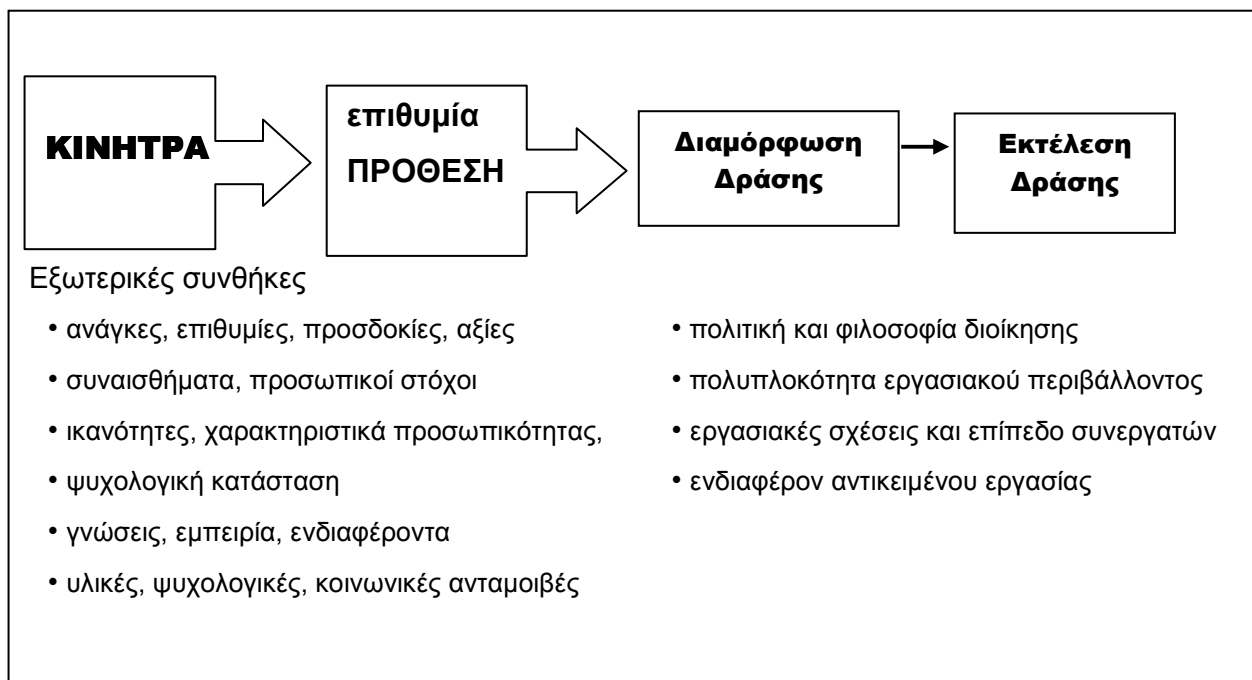 ΚΙΝΗΤΡΑ
επιθυμία
ΠΡΟΘΕΣΗ
Διαμόρφωση
Δράσης
Εκτέλεση
Δράσης
Εξωτερικές συνθήκες
• ανάγκες, επιθυμίες, προσδοκίες, αξίες
• συναισθήματα, προσωπικοί στόχοι
• ικανότητες, χαρακτηριστικά προσωπικότητας,
• ψυχολογική κατάσταση
• γνώσεις, εμπειρία, ενδιαφέροντα
• υλικές, ψυχολογικές, κοινωνικές ανταμοιβές
• πολιτική και φιλοσοφία διοίκησης
• πολυπλοκότητα εργασιακού περιβάλλοντος
• εργασιακές σχέσεις και επίπεδο συνεργατών
• ενδιαφέρον αντικειμένου εργασίας